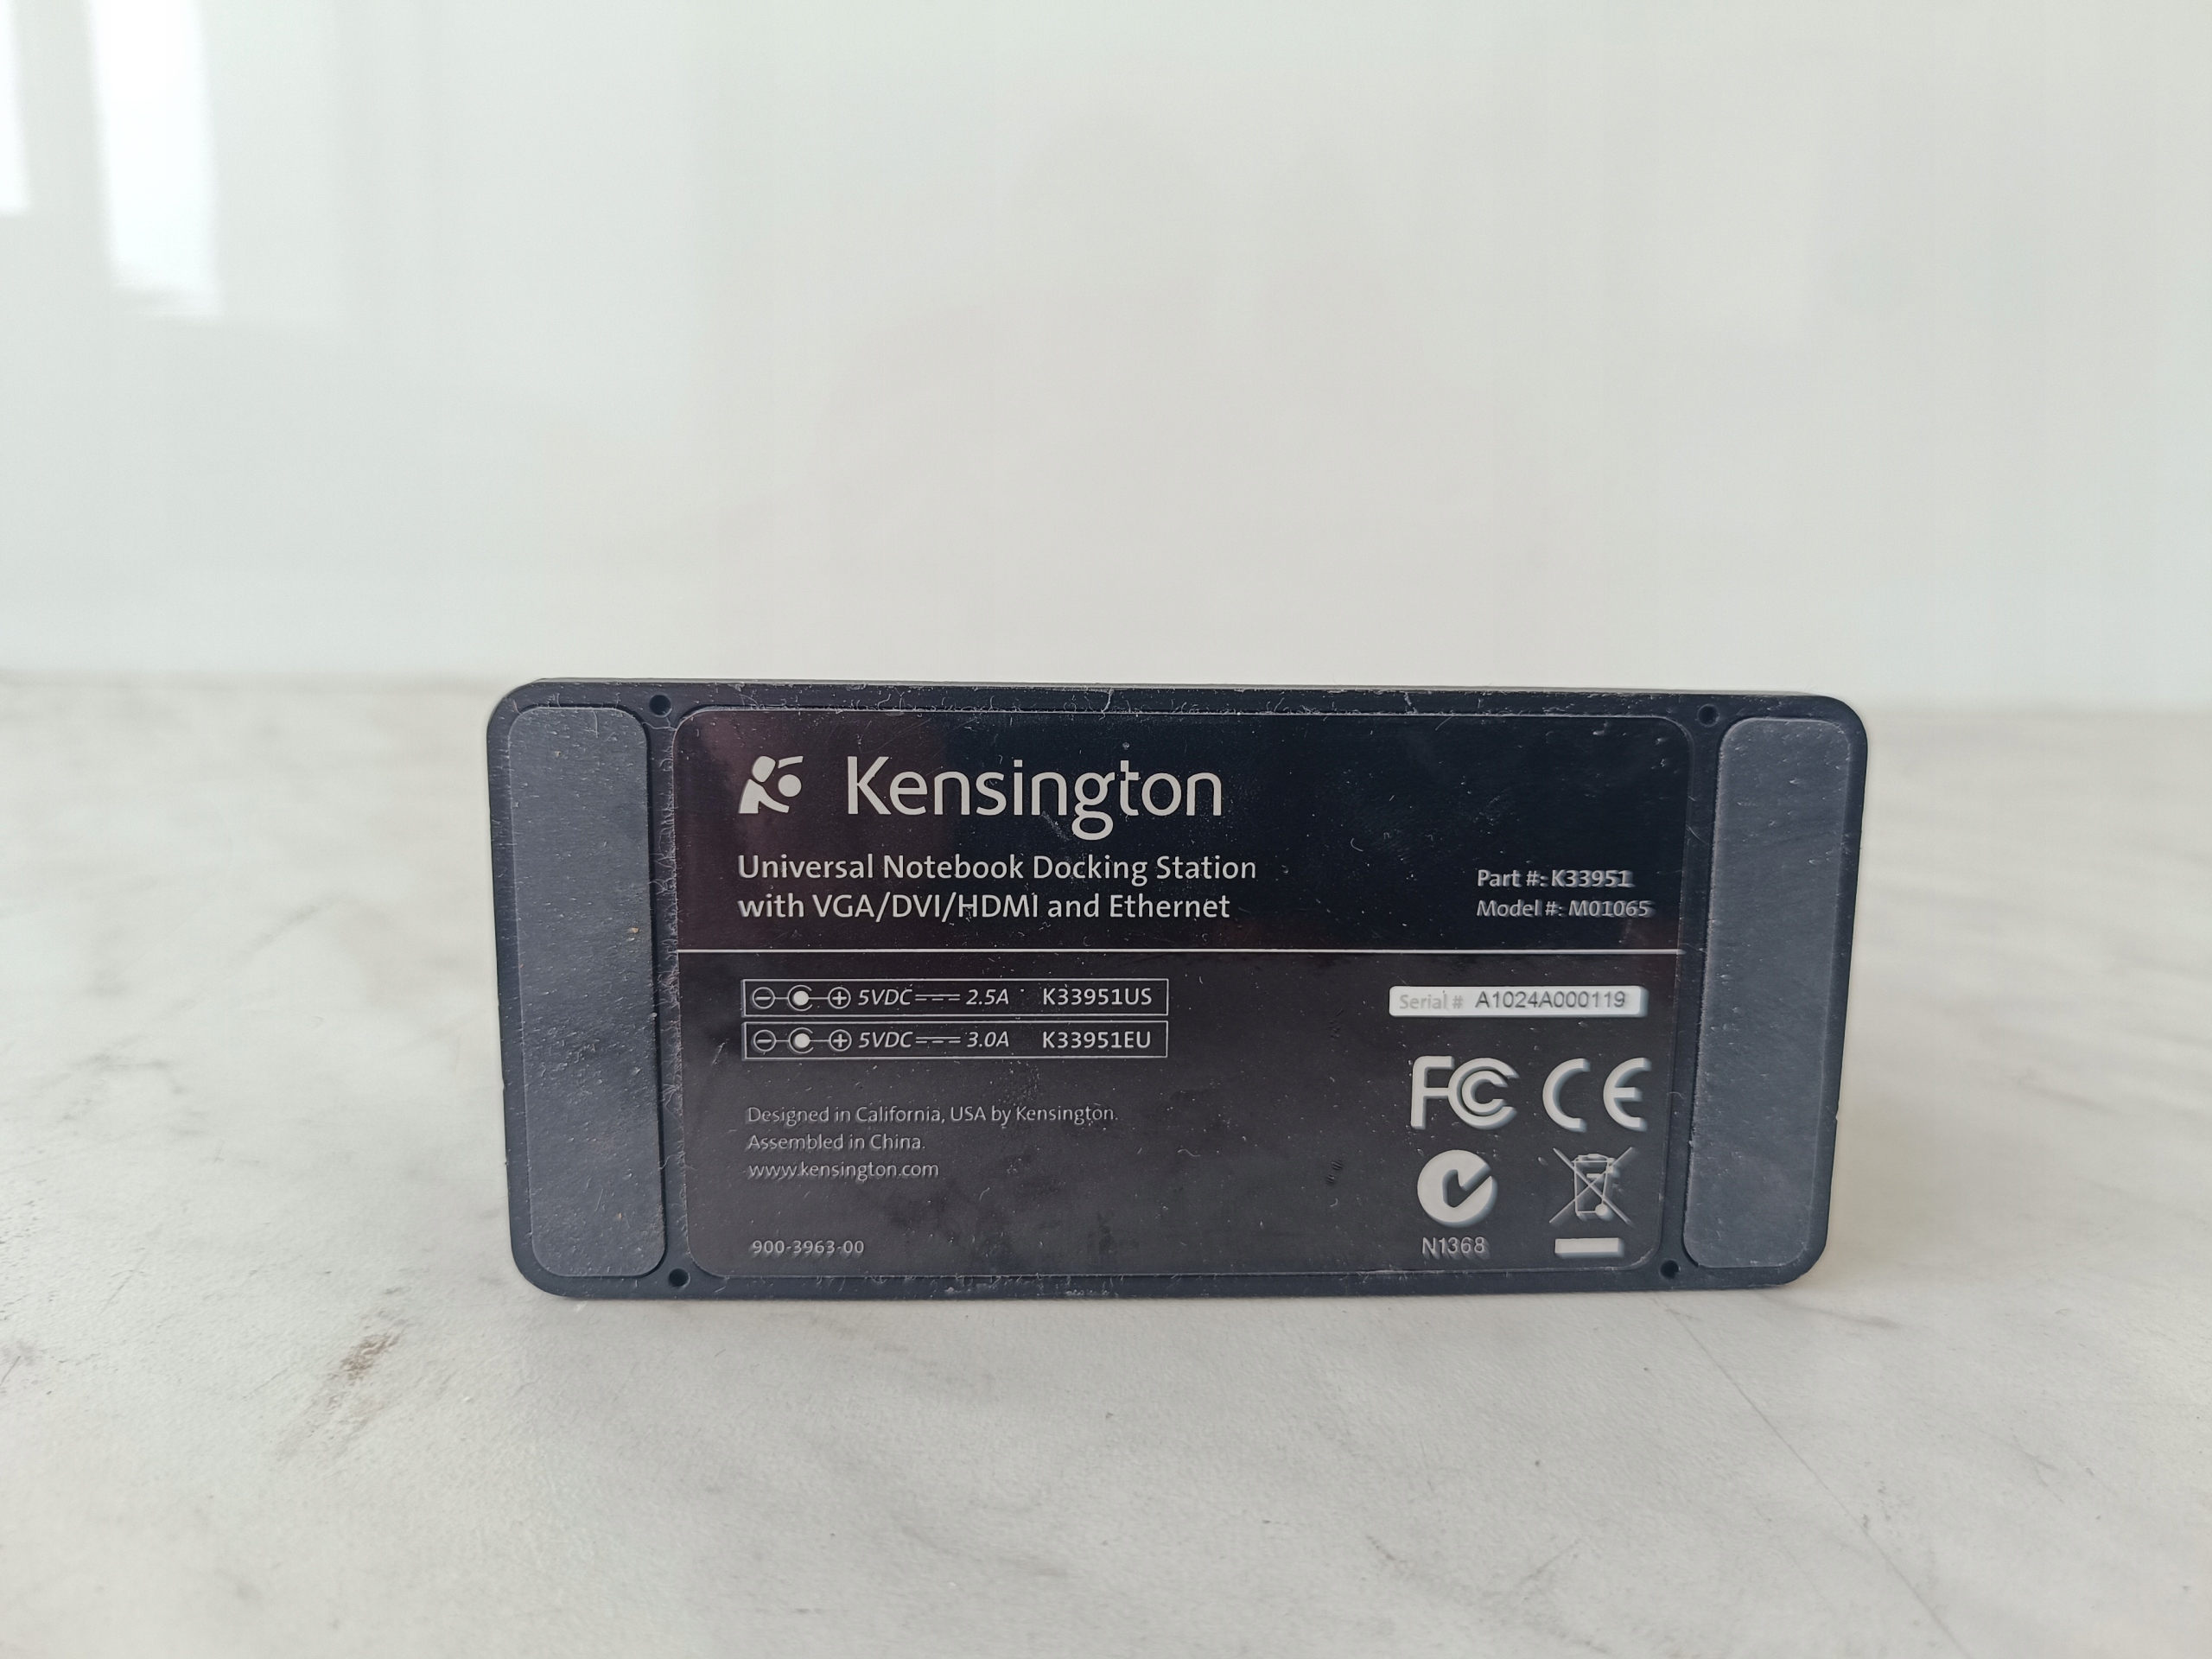 Kensington
Universal Notebook Docking Station
with VGA/DVI/HDMI and Ethernet
Part #: K33951
Model #: M01065
5VDC 2.5A K33951US
5VDC 3.0A K33951EU
Serial # A1024A000119
Designed in California, USA by Kensington.
Assembled in China.
www.kensington.com
FC CE
900-3963-00
N1368